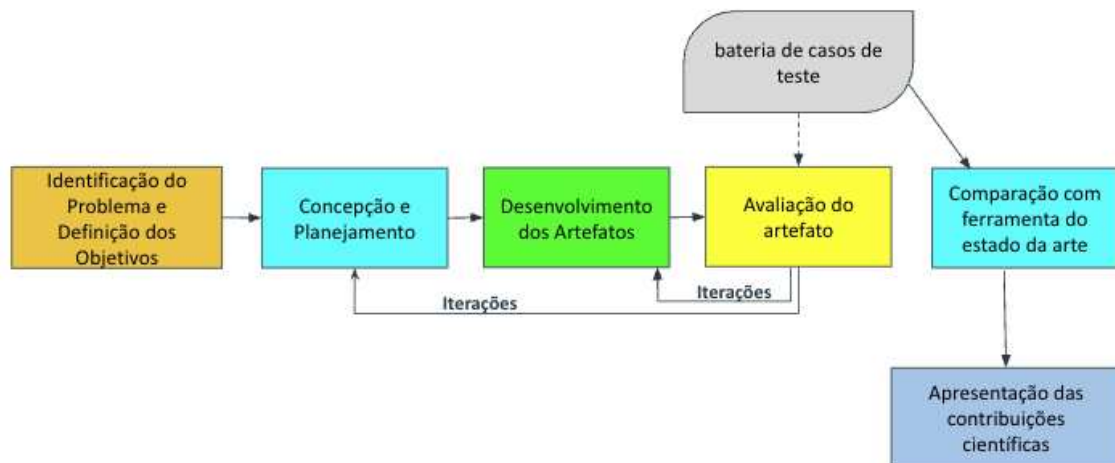 bateria de casos de
teste
Identificação do
Problema e
Definição dos
Objetivos
Concepção e
Planejamento
Desenvolvimento
dos Artefatos
Avaliação do
artefato
Comparação com
ferramenta do
estado da arte
Iterações
Iterações
Apresentação das
contribuições
científicas